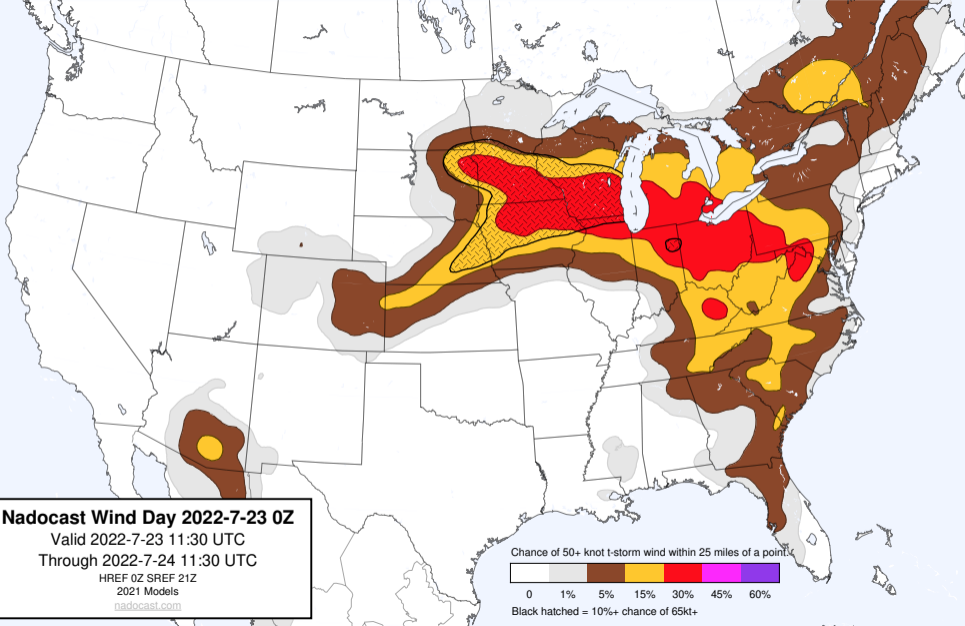 Nadocast Wind Day 2022-7-23 0Z
Valid 2022-7-23 11:30 UTC
Through 2022-7-24 11:30 UTC
HREF 0Z SREF 21Z
2021 Models
nadocast.com
Chance of 50+ knot t-storm wind within 25 miles of a point.
0 1% 5% 15% 30% 45% 60%
Black hatched = 10%+ chance of 65kt+